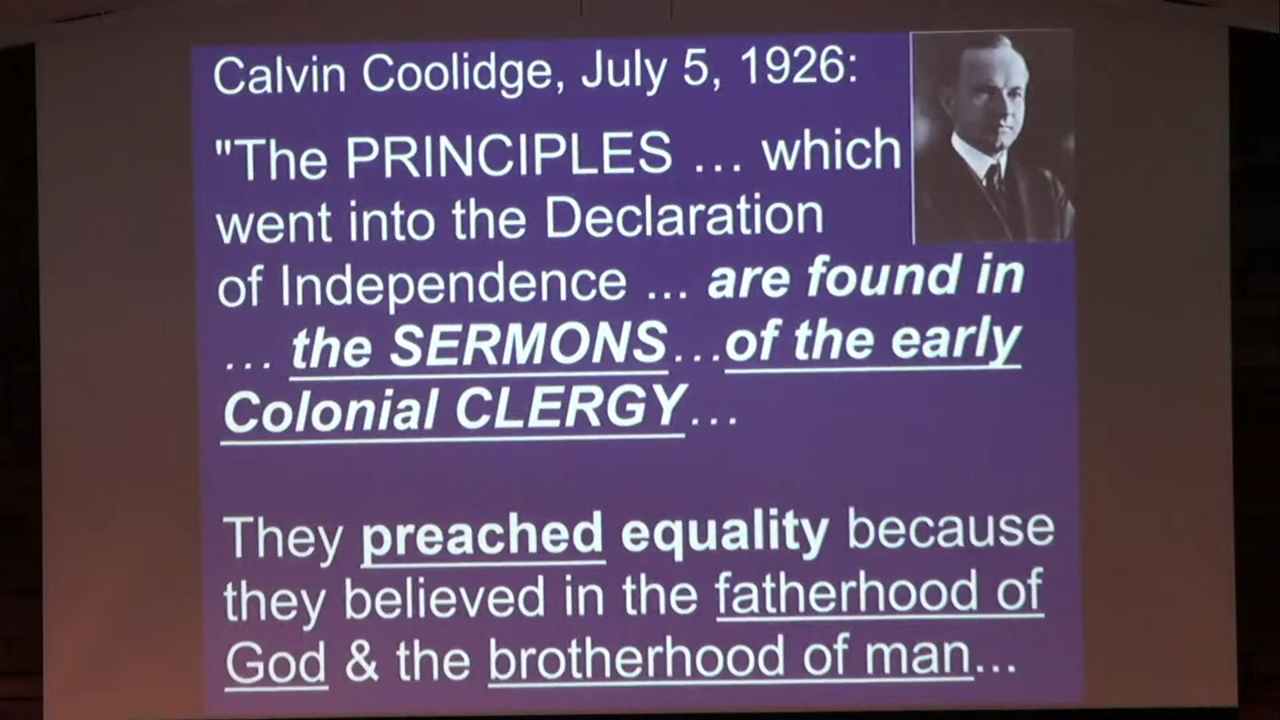 Calvin Coolidge, July 5, 1926:
"The PRINCIPLES ... which
went into the Declaration
of Independence ... are found in
... the SERMONS...of the early
Colonial CLERGY...
They preached equality because
they believed in the fatherhood of
God & the brotherhood of man...